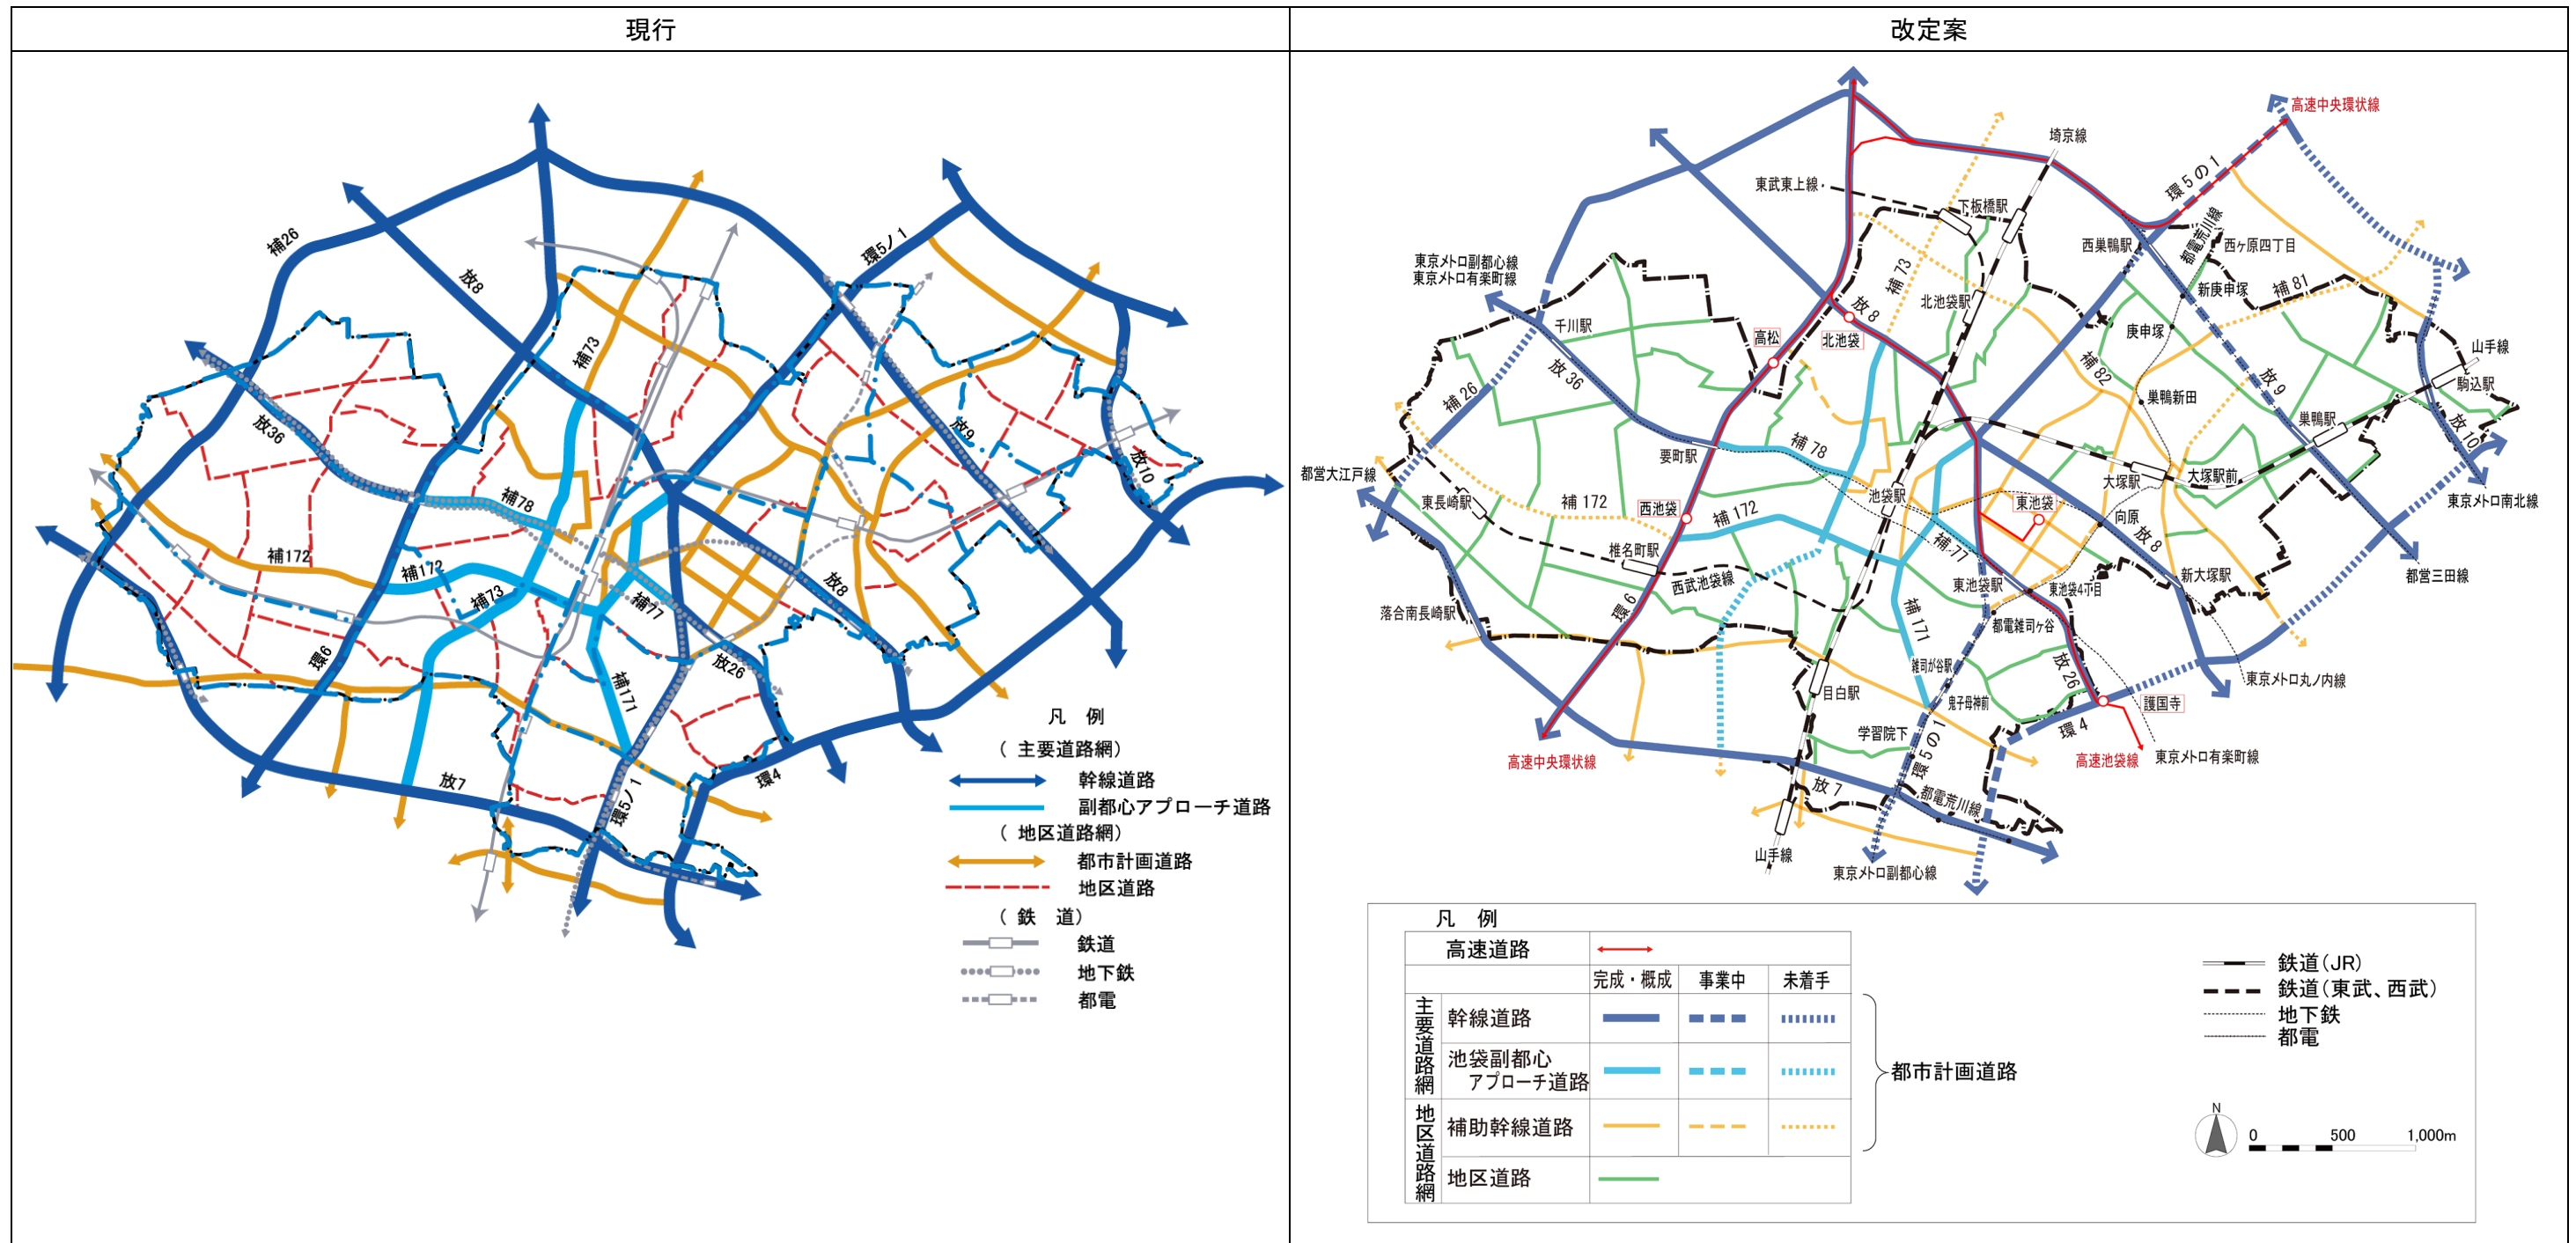 現行
改定案
補26
放8
環5ノ1
補73
放36
放9
放10
補78
補172
補172
補73
補77
放8
環6
放26
補171
放7
環5ノ1
環4
凡　例
（ 主要道路網）
幹線道路
副都心アプローチ道路
（ 地区道路網）
都市計画道路
地区道路
（ 鉄　道）
鉄道
地下鉄
都電
高速中央環状線
埼京線
環5の1
東武東上線
下板橋駅
都電荒川線
西巣鴨駅
西ヶ原四丁目
東京メトロ副都心線
東京メトロ有楽町線
補73
北池袋駅
新庚申塚
補81
千川駅
放8
高松
北池袋
庚申塚
山手線
放36
補82
放9
駒込駅
補26
巣鴨新田
巣鴨駅
放10
要町駅
補78
都営大江戸線
大塚駅
大塚駅前
東長崎駅
補172
西池袋
補172
池袋駅
東池袋
向原
東京メトロ南北線
椎名町駅
補77
放8
西武池袋線
東池袋駅
東池袋4丁目
新大塚駅
都営三田線
落合南長崎駅
環6
補171
都電雑司ヶ谷
雑司が谷駅
放26
東京メトロ丸ノ内線
目白駅
鬼子母神前
護国寺
学習院下
環5の1
環4
高速中央環状線
高速池袋線
東京メトロ有楽町線
放7
都電荒川線
山手線
東京メトロ副都心線
凡　例
高速道路
完成・概成
事業中
未着手
主要道路網
幹線道路
池袋副都心
アプローチ道路
都市計画道路
地区道路網
補助幹線道路
地区道路
鉄道(JR)
鉄道(東武、西武)
地下鉄
都電
N
0
500
1,000m